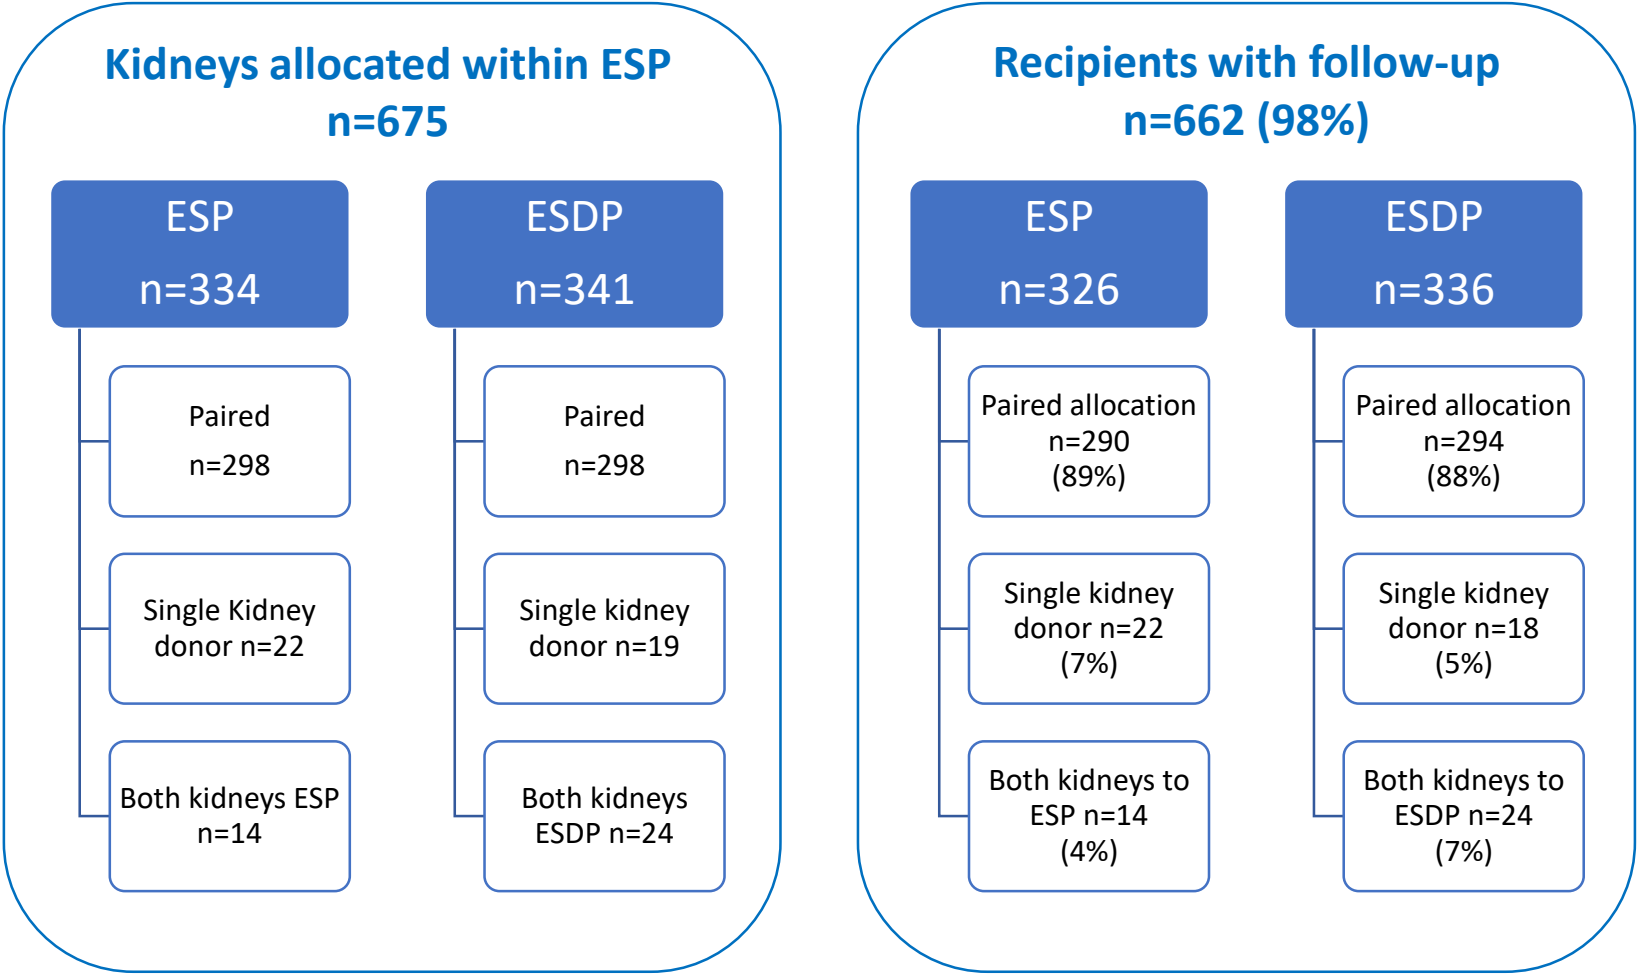 Kidneys allocated within ESP
n=675
ESP
n=334
Paired
n=298
Single Kidney
donor n=22
Both kidneys ESP
n=14
ESDP
n=341
Paired
n=298
Single kidney
donor n=19
Both kidneys
ESDP n=24
Recipients with follow-up
n=662 (98%)
ESP
n=326
Paired allocation
n=290
(89%)
Single kidney
donor n=22
(7%)
Both kidneys to
ESP n=14
(4%)
ESDP
n=336
Paired allocation
n=294
(88%)
Single kidney
donor n=18
(5%)
Both kidneys to
ESDP n=24
(7%)